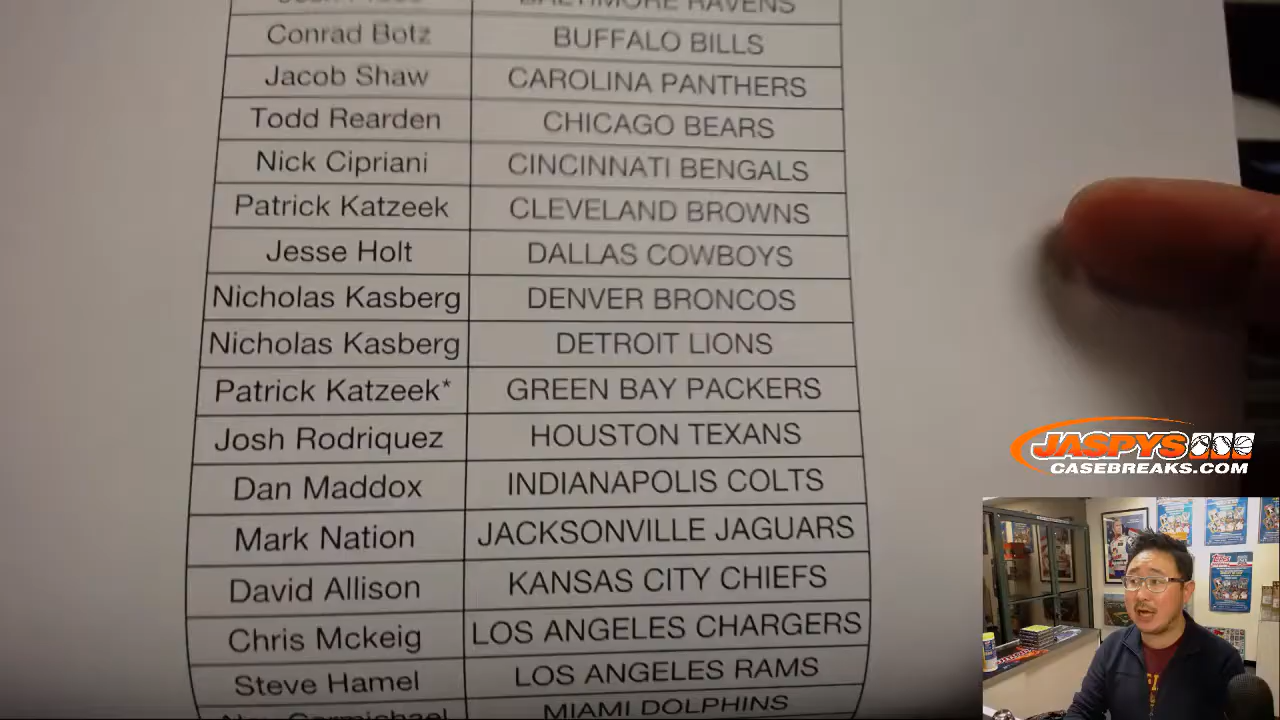 BALTIMORE RAVENS
Conrad Botz BUFFALO BILLS
Jacob Shaw CAROLINA PANTHERS
Todd Rearden CHICAGO BEARS
Nick Cipriani CINCINNATI BENGALS
Patrick Katzeek CLEVELAND BROWNS
Jesse Holt DALLAS COWBOYS
Nicholas Kasberg DENVER BRONCOS
Nicholas Kasberg DETROIT LIONS
Patrick Katzeek* GREEN BAY PACKERS
Josh Rodriquez HOUSTON TEXANS
Dan Maddox INDIANAPOLIS COLTS
Mark Nation JACKSONVILLE JAGUARS
David Allison KANSAS CITY CHIEFS
Chris Mckeig LOS ANGELES CHARGERS
Steve Hamel LOS ANGELES RAMS
Carmichael MIAMI DOLPHINS
JASPYS
CASEBREAKS.COM